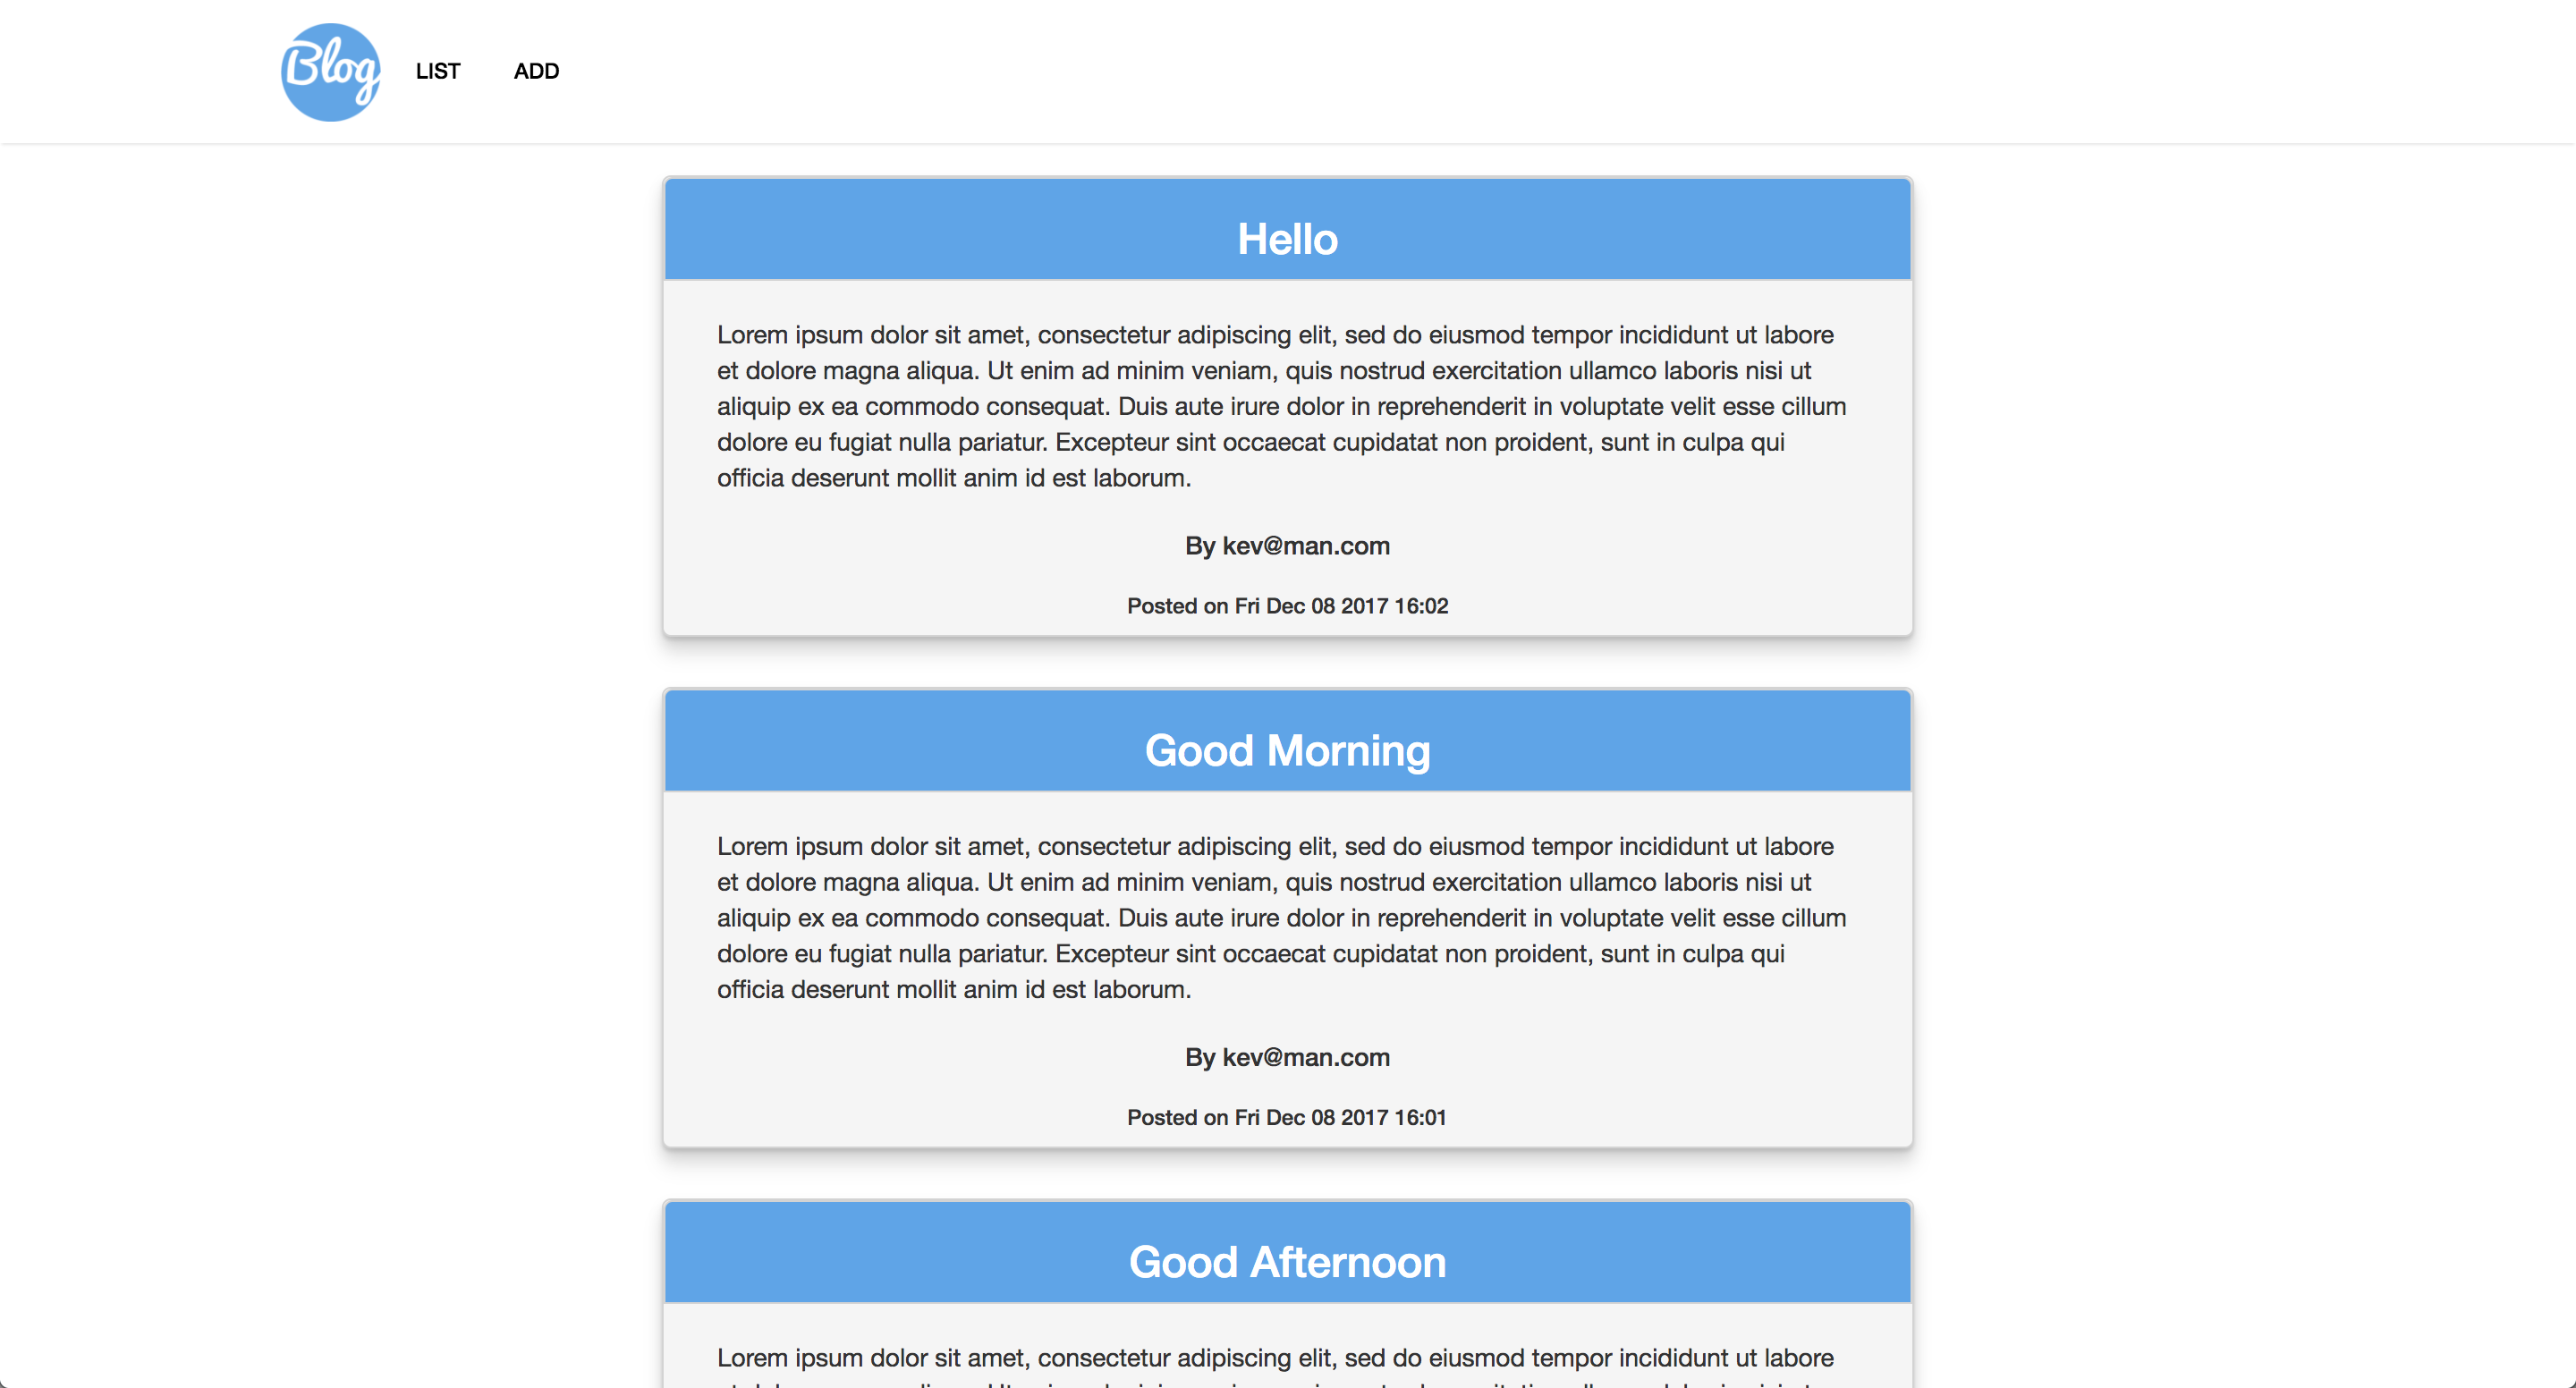 Blog
LIST
ADD
Hello
Lorem ipsum dolor sit amet, consectetur adipiscing elit, sed do eiusmod tempor incididunt ut labore
et dolore magna aliqua. Ut enim ad minim veniam, quis nostrud exercitation ullamco laboris nisi ut
aliquip ex ea commodo consequat. Duis aute irure dolor in reprehenderit in voluptate velit esse cillum
dolore eu fugiat nulla pariatur. Excepteur sint occaecat cupidatat non proident, sunt in culpa qui
officia deserunt mollit anim id est laborum.
By kev@man.com
Posted on Fri Dec 08 2017 16:02
Good Morning
Lorem ipsum dolor sit amet, consectetur adipiscing elit, sed do eiusmod tempor incididunt ut labore
et dolore magna aliqua. Ut enim ad minim veniam, quis nostrud exercitation ullamco laboris nisi ut
aliquip ex ea commodo consequat. Duis aute irure dolor in reprehenderit in voluptate velit esse cillum
dolore eu fugiat nulla pariatur. Excepteur sint occaecat cupidatat non proident, sunt in culpa qui
officia deserunt mollit anim id est laborum.
By kev@man.com
Posted on Fri Dec 08 2017 16:01
Good Afternoon
Lorem ipsum dolor sit amet, consectetur adipiscing elit, sed do eiusmod tempor incididunt ut labore